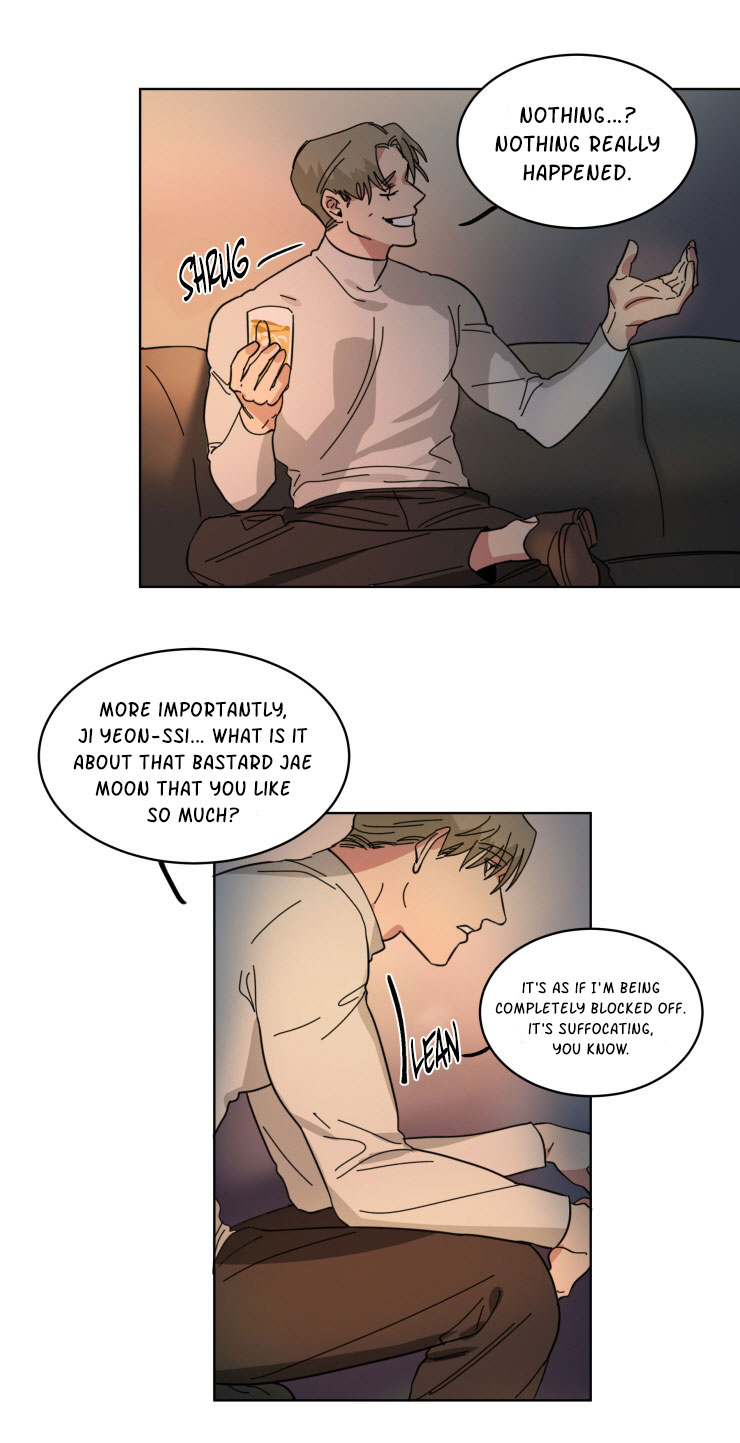 NOTHING...?
NOTHING REALLY
HAPPENED.
SHRUG
MORE IMPORTANTLY,
JI YEON-SSI... WHAT IS IT
ABOUT THAT BASTARD JAE
MOON THAT YOU LIKE
SO MUCH?
IT'S AS IF I'M BEING
COMPLETELY BLOCKED OFF.
IT'S SUFFOCATING,
YOU KNOW.
LEAN